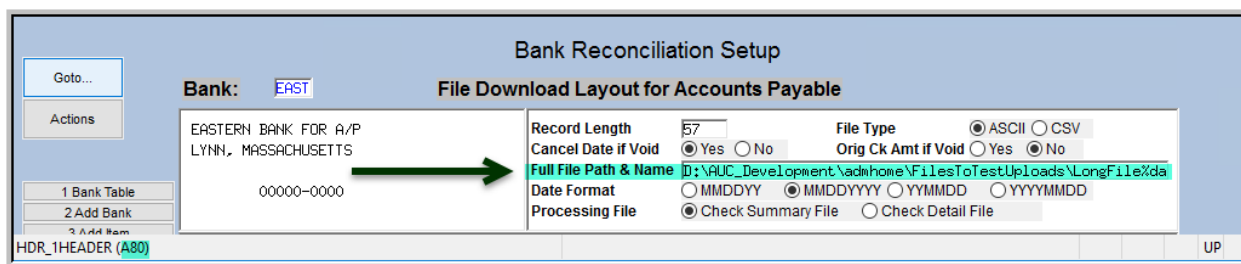 Bank Reconciliation Setup
Goto...
Bank: EAST File Download Layout for Accounts Payable
Actions
EASTERN BANK FOR A/P
LYNN, MASSACHUSETTS
00000-0000
Record Length 57 File Type ASCII CSV
Cancel Date if Void Yes No Orig Ck Amt if Void Yes No
Full File Path & Name D:\AUC_Development\admhome\FilesToTestUploads\LongFile%da
Date Format MMDDYY MMDDYYYY YYMMDD YYYYMMDD
Processing File Check Summary File Check Detail File
1 Bank Table
2 Add Bank
3 Add Item
HDR_1HEADER (A80) UP